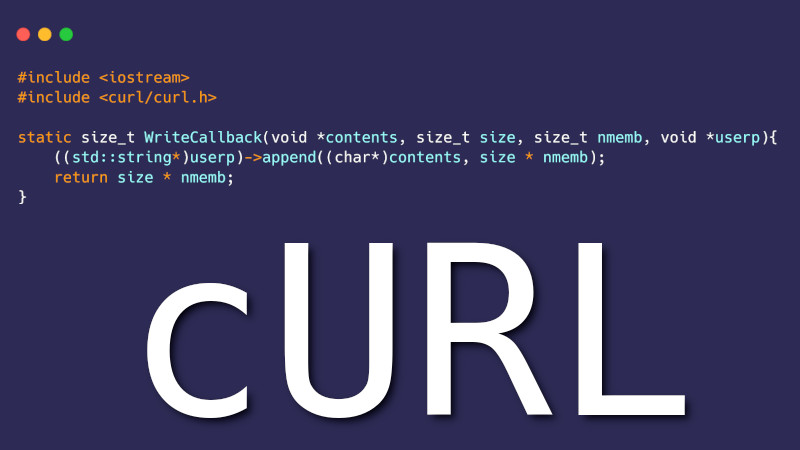 #include <iostream>
#include <curl/curl.h>
static size_t WriteCallback(void *contents, size_t size, size_t nmemb, void *userp){
    ((std::string*)userp)->append((char*)contents, size * nmemb);
    return size * nmemb;
}
cURL